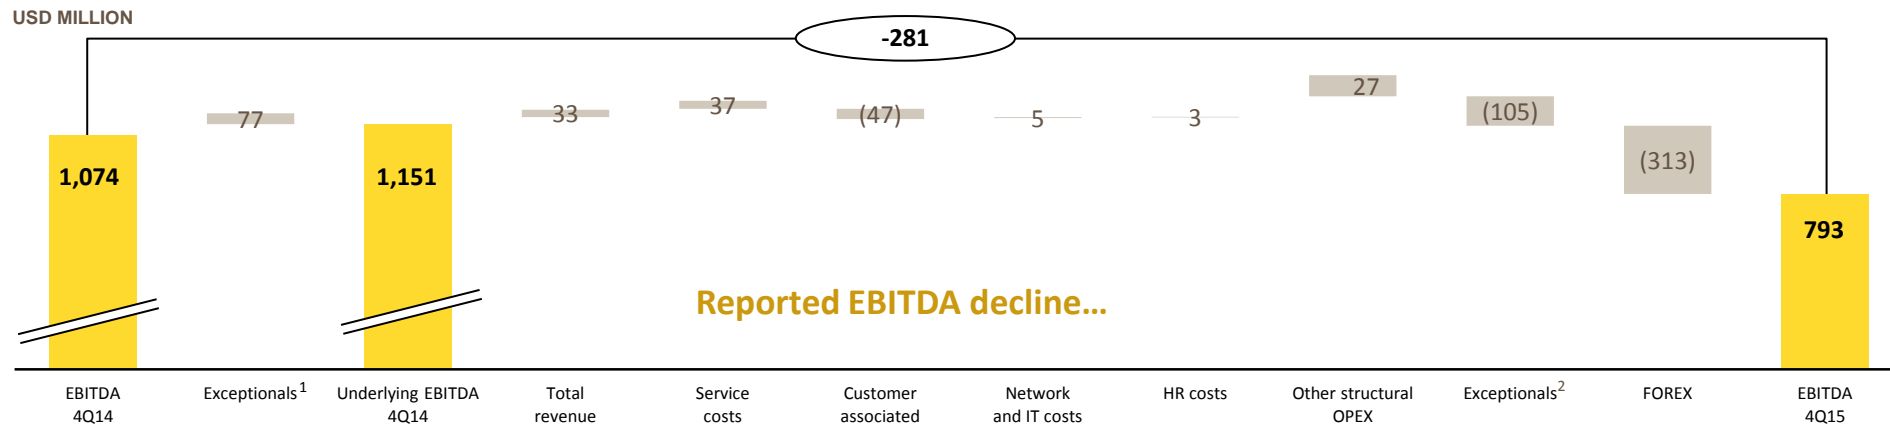 USD MILLION
-281
77
33
37
(47)
5
3
27
(105)
(313)
1,074
1,151
793
Reported EBITDA decline...
EBITDA
4Q14
Exceptionals1
Underlying EBITDA
4Q14
Total
revenue
Service
costs
Customer
associated
Network
and IT costs
HR costs
Other structural
OPEX
Exceptionals2
FOREX
EBITDA
4Q15